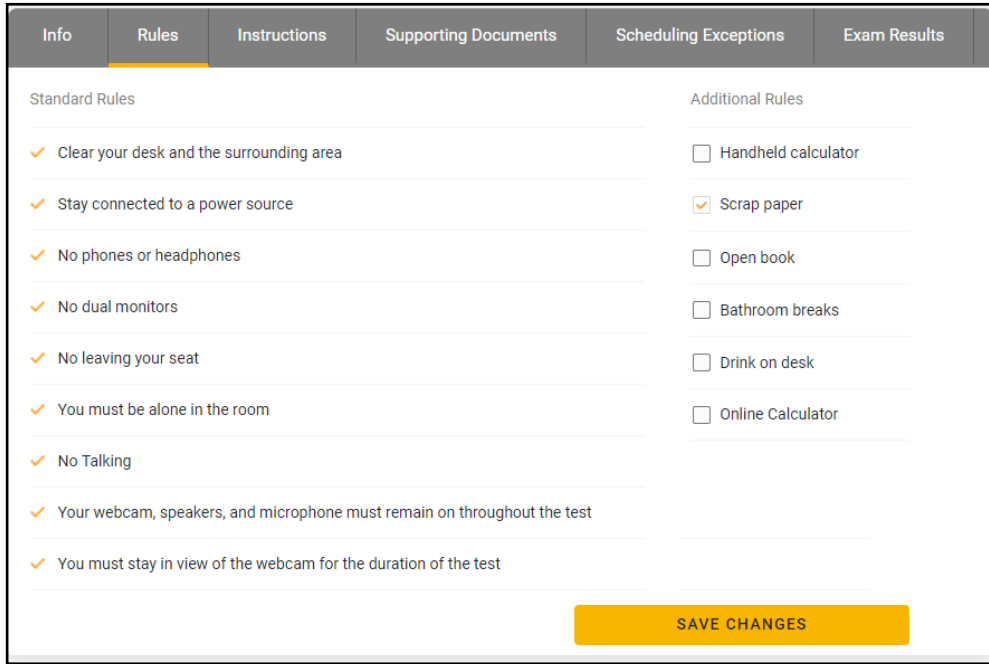 Info Rules Instructions Supporting Documents Scheduling Exceptions Exam Results
Standard Rules
Clear your desk and the surrounding area
Stay connected to a power source
No phones or headphones
No dual monitors
No leaving your seat
You must be alone in the room
No Talking
Your webcam, speakers, and microphone must remain on throughout the test
You must stay in view of the webcam for the duration of the test
Additional Rules
Handheld calculator
Scrap paper
Open book
Bathroom breaks
Drink on desk
Online Calculator
SAVE CHANGES